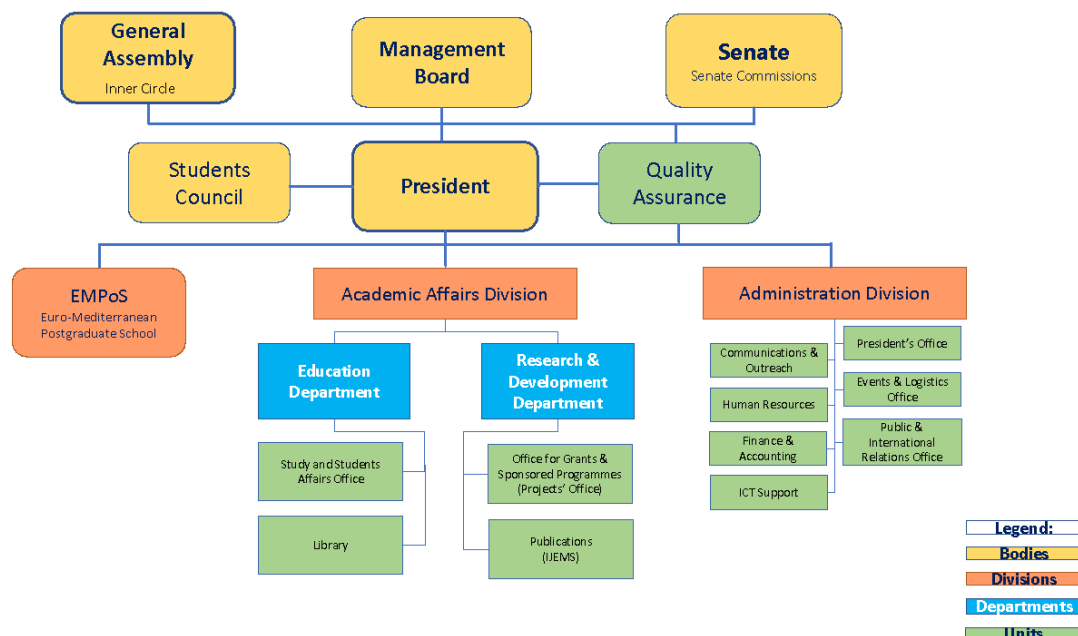 General
Assembly
Inner Circle
Management
Board
Senate
Senate Commissions
Students
Council
President
Quality
Assurance
EMPoS
Euro-Mediterranean
Postgraduate School
Academic Affairs Division
Administration Division
Education
Department
Research &
Development
Department
Study and Students
Affairs Office
Library
Office for Grants &
Sponsored Programmes
(Projects' Office)
Publications
(IJEMS)
Communications &
Outreach
Human Resources
Finance &
Accounting
ICT Support
President's Office
Events & Logistics
Office
Public &
International
Relations Office
Legend:
Bodies
Divisions
Departments
Units